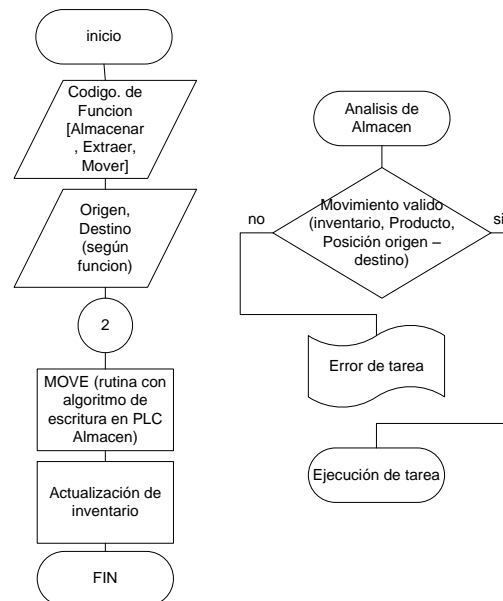 inicio
Codigo. de
Funcion
[Almacenar
, Extraer,
Mover]
Origen,
Destino
(según
funcion)
2
MOVE (rutina con
algoritmo de
escritura en PLC
Almacen)
Actualización de
inventario
FIN
Analisis de
Almacen
no
Movimiento valido
(inventario, Producto,
Posición origen –
destino)
si
Error de tarea
Ejecución de tarea